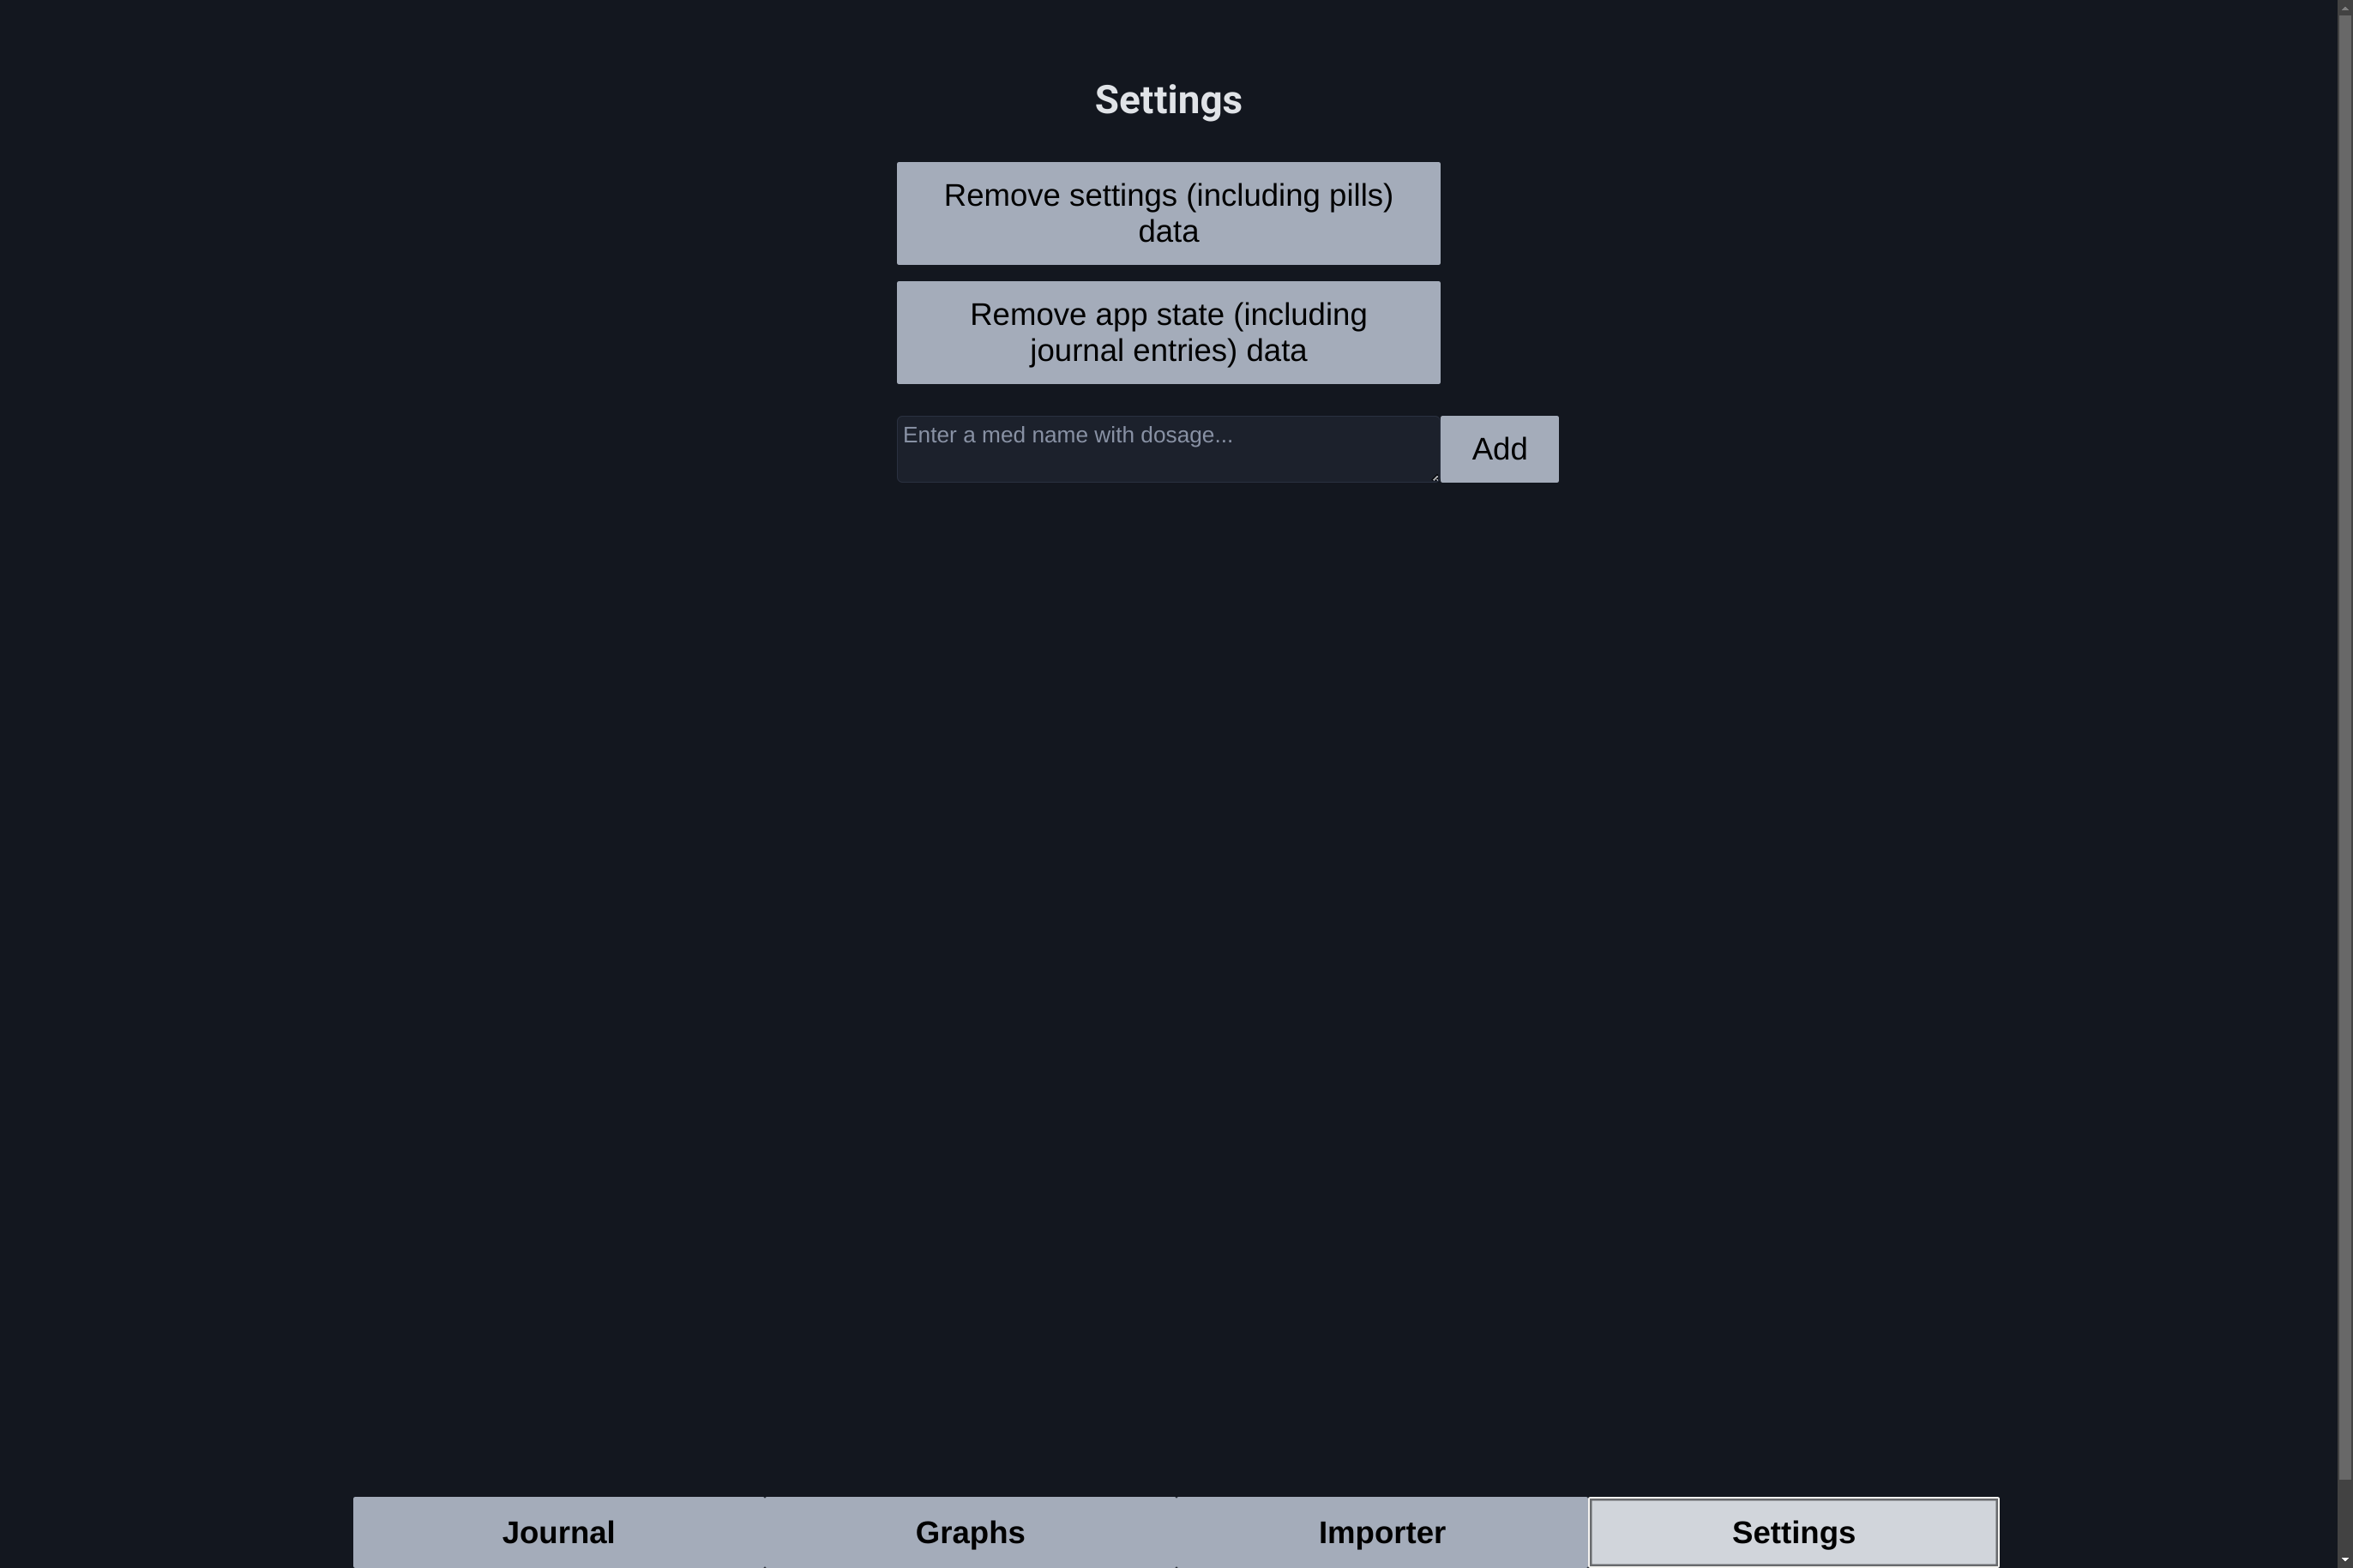 Settings
Remove settings (including pills)
data
Remove app state (including
journal entries) data
Enter a med name with dosage...
Add
Journal
Graphs
Importer
Settings